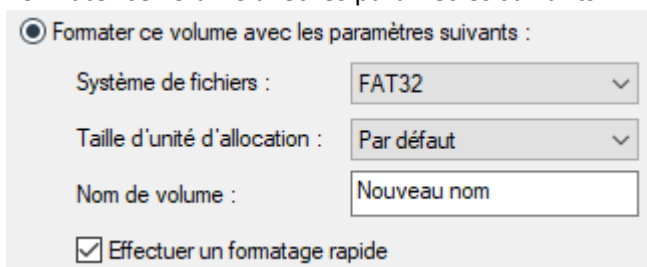 Formater ce volume avec les paramètres suivants :
Système de fichiers : FAT32
Taille d'unité d'allocation : Par défaut
Nom de volume : Nouveau nom
Effectuer un formatage rapide